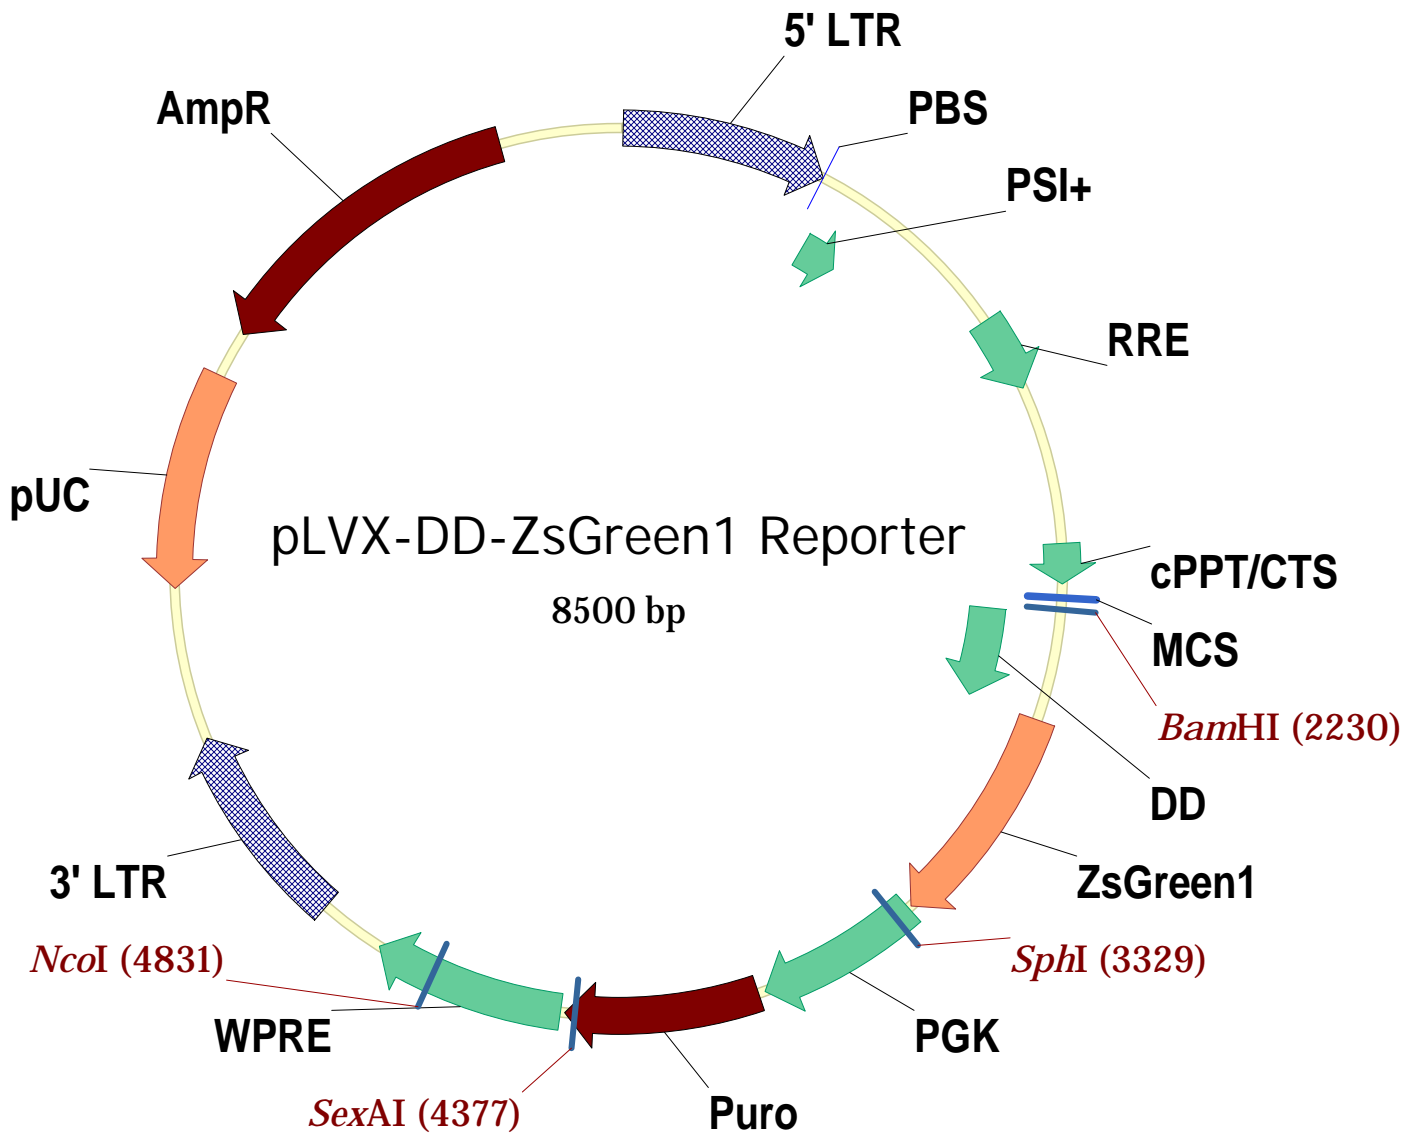 5' LTR
AmpR
PBS
PSI+
RRE
pUC
pLVX-DD-ZsGreen1 Reporter
8500 bp
cPPT/CTS
MCS
BamHI (2230)
DD
ZsGreen1
3' LTR
NcoI (4831)
SphI (3329)
WPRE
PGK
SexAI (4377)
Puro